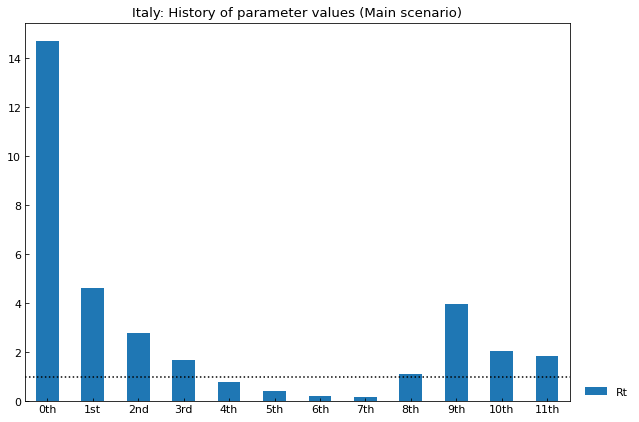 Italy: History of parameter values (Main scenario)
14
12
10
8
6
4
2
0
0th 1st 2nd 3rd 4th 5th 6th 7th 8th 9th 10th 11th
Rt